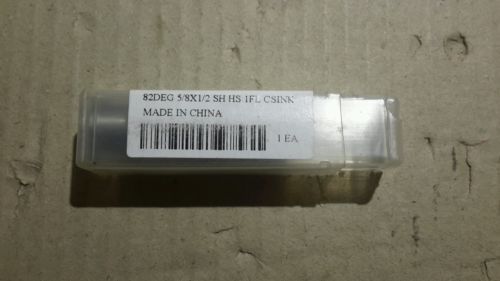 82DEG 5/8X1/2 SH HS 1FL CSINK
MADE IN CHINA
1 EA